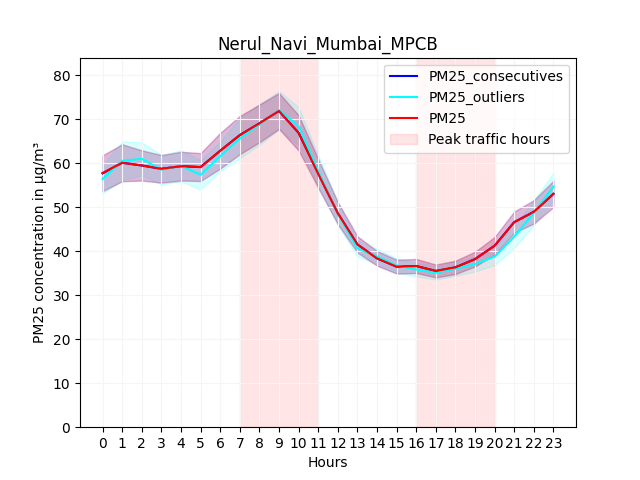 Nerul_Navi_Mumbai_MPCB
PM25_consecutives
PM25_outliers
PM25
Peak traffic hours
PM25 concentration in µg/m³
80
70
60
50
40
30
20
10
0
0 1 2 3 4 5 6 7 8 9 10 11 12 13 14 15 16 17 18 19 20 21 22 23
Hours